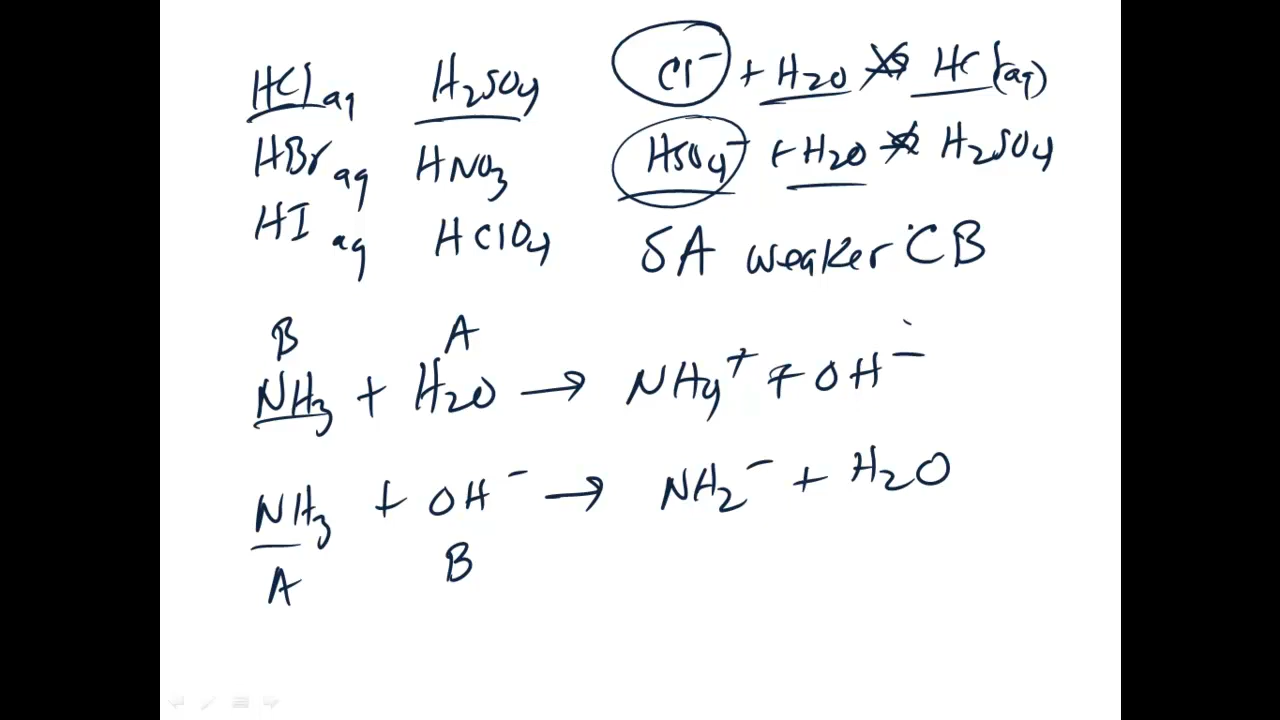 HCl aq H₂SO₄ Cl⁻ + H₂O HCl (aq)
HBr aq HNO₃ HSO₄⁻ + H₂O H₂SO₄
HI aq HClO₄ SA weaker CB
B A
NH₃ + H₂O → NH₄⁺ + OH⁻
NH₃ + OH⁻ → NH₂⁻ + H₂O
A B